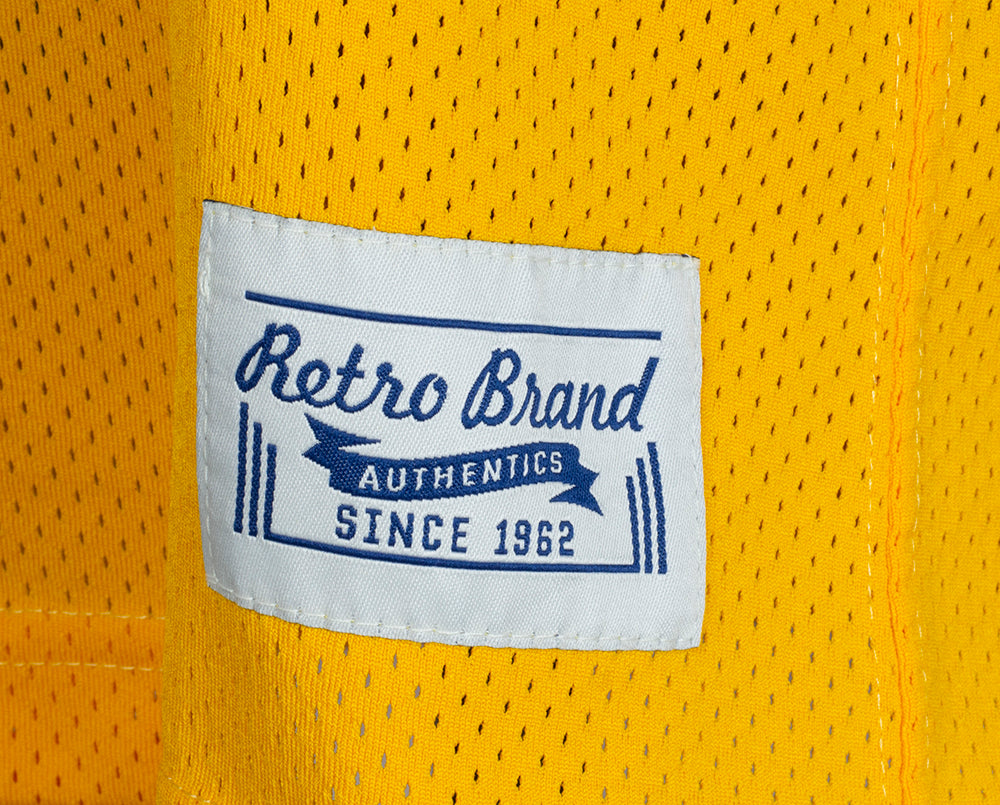 Retro Brand
AUTHENTICS
SINCE 1962